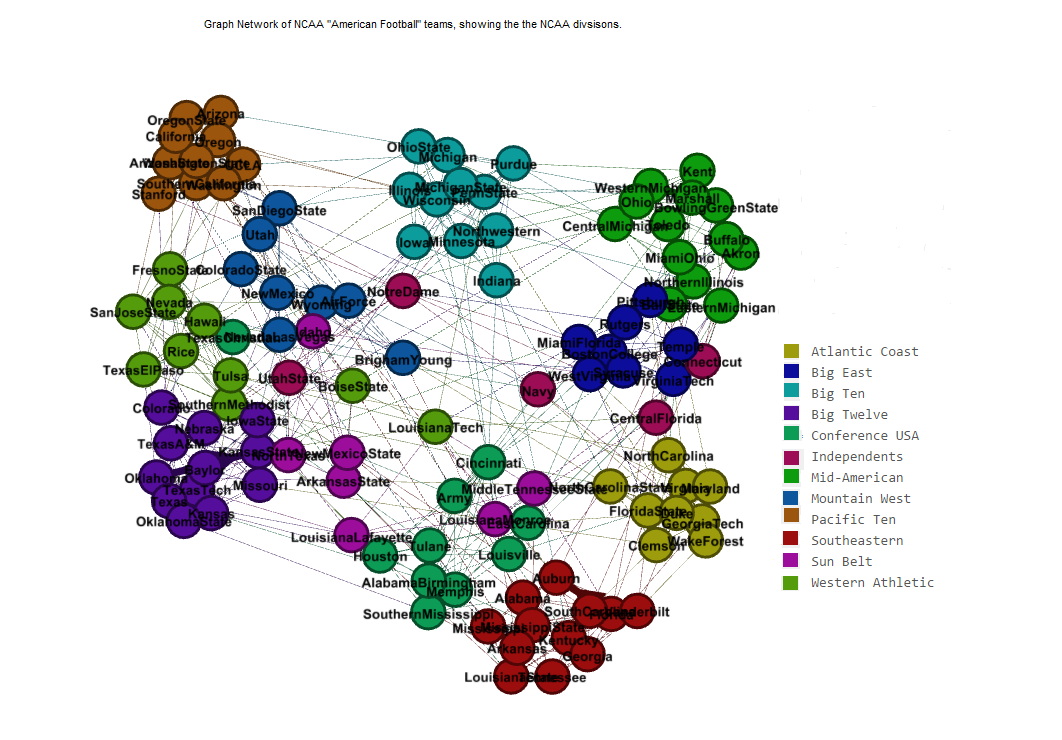 Graph Network of NCAA "American Football" teams, showing the the NCAA divsisons.
Arizona
OregonState
California
Oregon
UCLA
Stanford
OhioState
Michigan
Purdue
MichiganState
PennState
Illinois
Wisconsin
Northwestern
Iowa
Minnesota
Indiana
Kent
WesternMichigan
Marshall
Ohio
BowlingGreenState
CentralMichigan
Toledo
Buffalo
Akron
MiamiOhio
NorthernIllinois
EasternMichigan
SanDiegoState
Utah
ColoradoState
NewMexico
Wyoming
AirForce
BrighamYoung
NotreDame
FresnoState
Nevada
SanJoseState
Hawaii
Rice
TexasElPaso
Tulsa
SouthernMethodist
Idaho
UtahState
BoiseState
LouisianaTech
Rutgers
MiamiFlorida
BostonCollege
Temple
Connecticut
Syracuse
WestVirginia
VirginiaTech
Navy
CentralFlorida
Colorado
IowaState
Nebraska
TexasA&M
KansasState
NorthTexas
NewMexicoState
Baylor
Oklahoma
TexasTech
Missouri
ArkansasState
Texas
Kansas
OklahomaState
Cincinnati
Army
MiddleTennesseeState
LouisianaMonroe
EastCarolina
LouisianaLafayette
Houston
Tulane
Louisville
AlabamaBirmingham
Memphis
SouthernMississippi
NorthCarolina
NorthCarolinaState
Virginia
Maryland
FloridaState
Duke
GeorgiaTech
Clemson
WakeForest
Auburn
Alabama
SouthCarolina
Florida
Vanderbilt
Mississippi
MississippiState
Kentucky
Arkansas
Georgia
LouisianaState
Tennessee
Atlantic Coast
Big East
Big Ten
Big Twelve
Conference USA
Independents
Mid-American
Mountain West
Pacific Ten
Southeastern
Sun Belt
Western Athletic